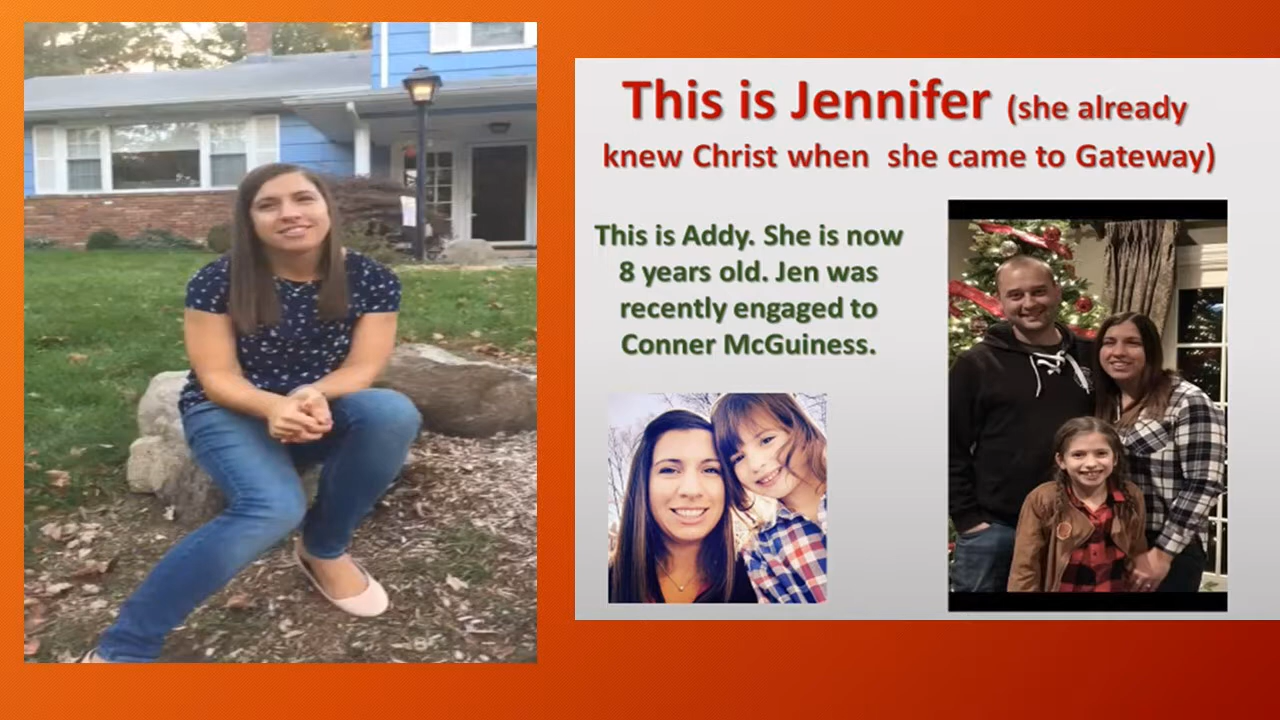 This is Jennifer (she already
knew Christ when she came to Gateway)
This is Addy. She is now
8 years old. Jen was
recently engaged to
Conner McGuiness.